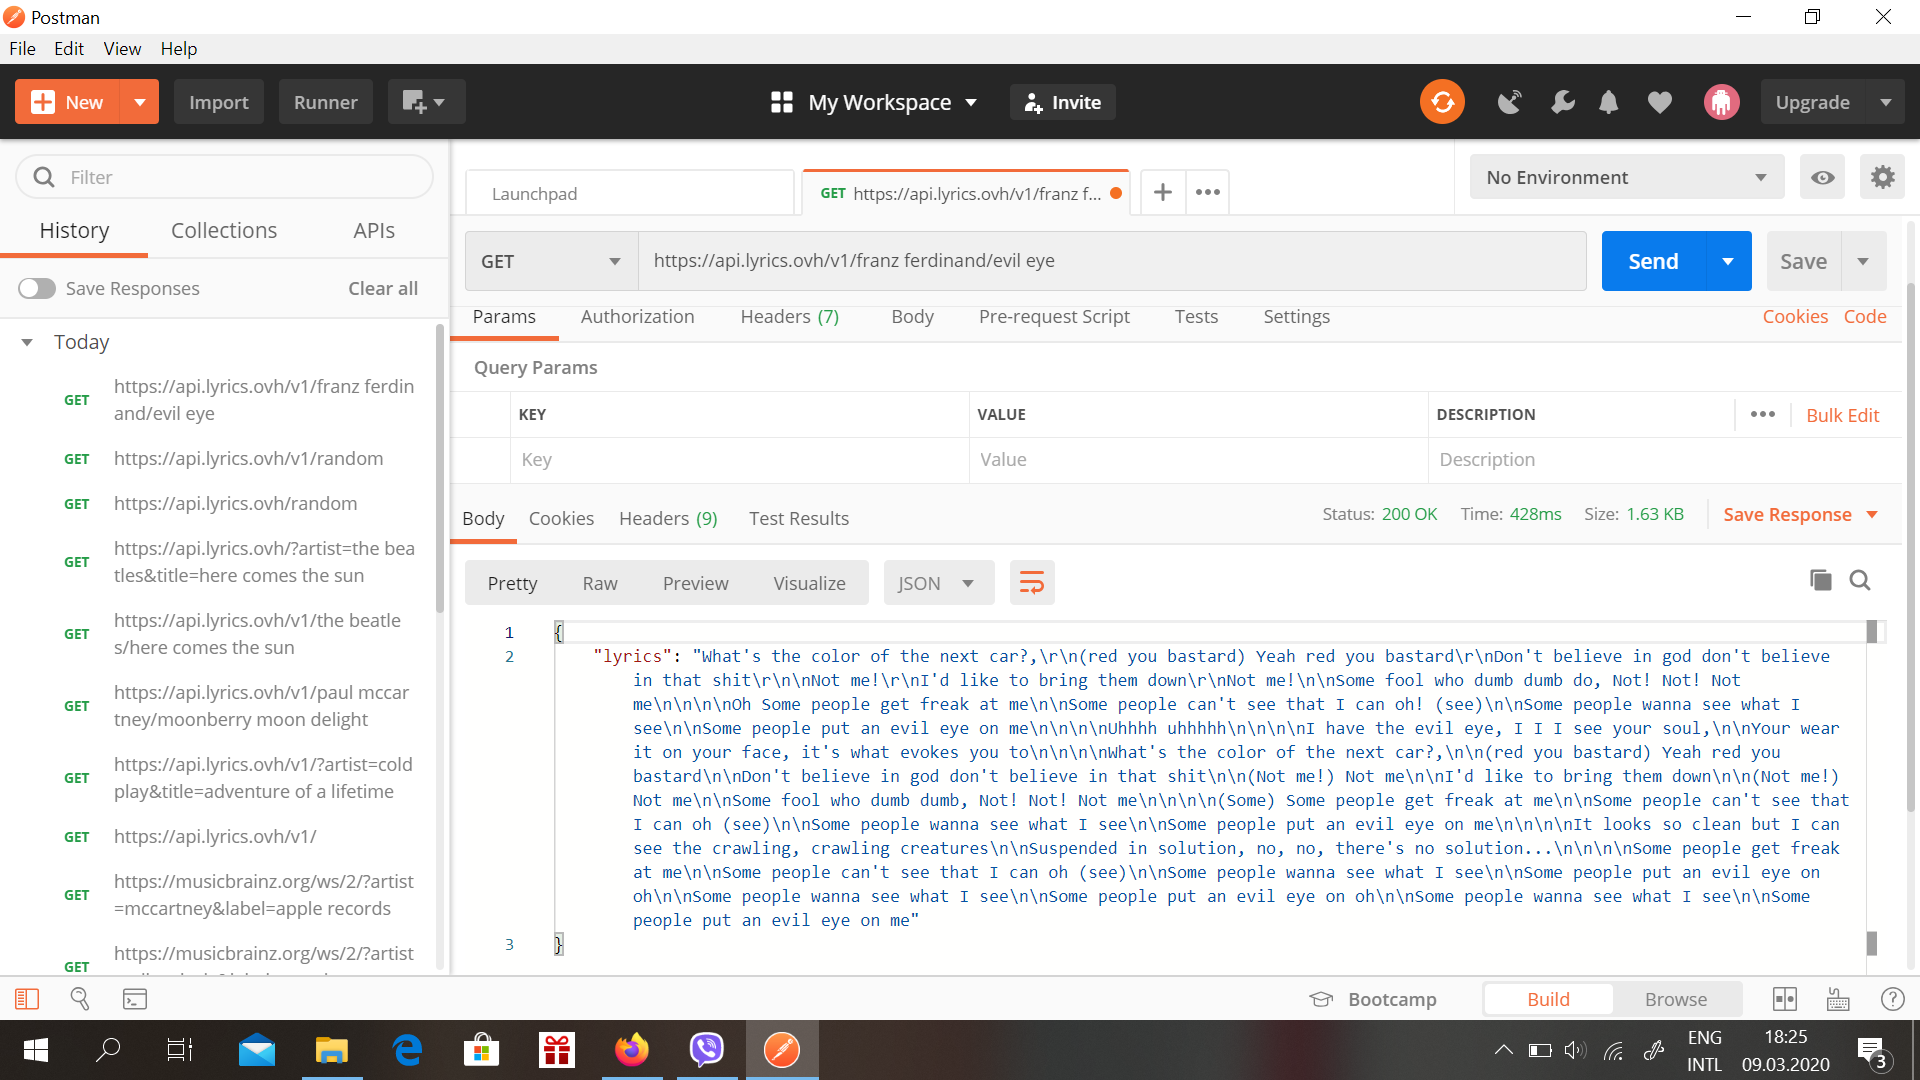 Postman
File Edit View Help
New Import Runner My Workspace Invite Upgrade
Filter
History Collections APIs
Save Responses Clear all
Today
GET https://api.lyrics.ovh/v1/franz ferdin
and/evil eye
GET https://api.lyrics.ovh/v1/random
GET https://api.lyrics.ovh/random
GET https://api.lyrics.ovh/?artist=the bea
tles&title=here comes the sun
GET https://api.lyrics.ovh/v1/the beatle
s/here comes the sun
GET https://api.lyrics.ovh/v1/paul mccar
tney/moonberry moon delight
GET https://api.lyrics.ovh/v1/?artist=cold
play&title=adventure of a lifetime
GET https://api.lyrics.ovh/v1/
GET https://musicbrainz.org/ws/2/?artist
=mccartney&label=apple records
GET https://musicbrainz.org/ws/2/?artist
Launchpad GET https://api.lyrics.ovh/v1/franz f... + ••• No Environment
GET https://api.lyrics.ovh/v1/franz ferdinand/evil eye Send Save
Params Authorization Headers (7) Body Pre-request Script Tests Settings Cookies Code
Query Params
KEY VALUE DESCRIPTION ••• Bulk Edit
Key Value Description
Body Cookies Headers (9) Test Results Status: 200 OK Time: 428ms Size: 1.63 KB Save Response
Pretty Raw Preview Visualize JSON
1 {
2 "lyrics": "What's the color of the next car?,\r\n(red you bastard) Yeah red you bastard\r\nDon't believe in god don't believe
in that shit\r\n\nNot me!\r\nI'd like to bring them down\r\nNot me!\n\nSome fool who dumb dumb do, Not! Not! Not
me\n\n\n\nOh Some people get freak at me\n\nSome people can't see that I can oh! (see)\n\nSome people wanna see what I
see\n\nSome people put an evil eye on me\n\n\n\nUhhhh uhhhhh\n\n\n\nI have the evil eye, I I I see your soul,\n\nYour wear
it on your face, it's what evokes you to\n\n\n\nWhat's the color of the next car?,\n\n(red you bastard) Yeah red you
bastard\n\nDon't believe in god don't believe in that shit\n\n(Not me!) Not me\n\nI'd like to bring them down\n\n(Not me!)
Not me\n\nSome fool who dumb dumb, Not! Not! Not me\n\n\n\n(Some) Some people get freak at me\n\nSome people can't see that
I can oh (see)\n\nSome people wanna see what I see\n\nSome people put an evil eye on me\n\n\n\nIt looks so clean but I can
see the crawling, crawling creatures\n\nSuspended in solution, no, no, there's no solution...\n\n\n\nSome people get freak
at me\n\nSome people can't see that I can oh (see)\n\nSome people wanna see what I see\n\nSome people put an evil eye on
oh\n\nSome people wanna see what I see\n\nSome people put an evil eye on oh\n\nSome people wanna see what I see\n\nSome
people put an evil eye on me"
3 }
Bootcamp Build Browse
ENG 18:25
INTL 09.03.2020 3